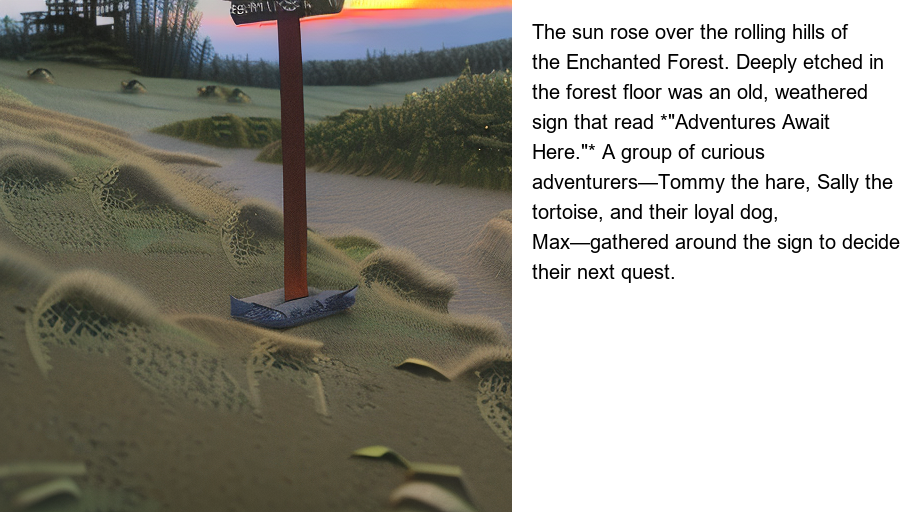 The sun rose over the rolling hills of
the Enchanted Forest. Deeply etched in
the forest floor was an old, weathered
sign that read *"Adventures Await
Here."* A group of curious
adventurers—Tommy the hare, Sally the
tortoise, and their loyal dog,
Max—gathered around the sign to decide
their next quest.